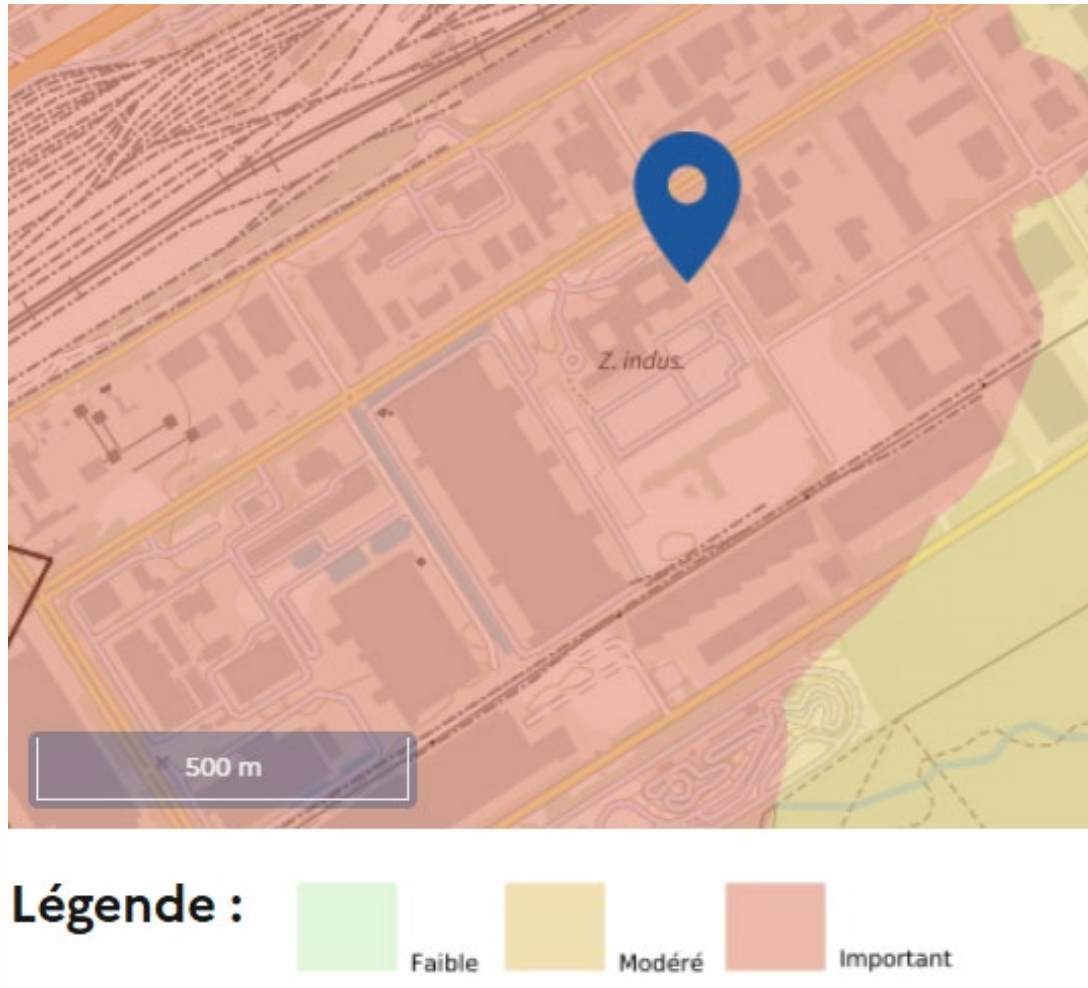 Z. indus.
500 m
Légende :
Faible
Modéré
Important